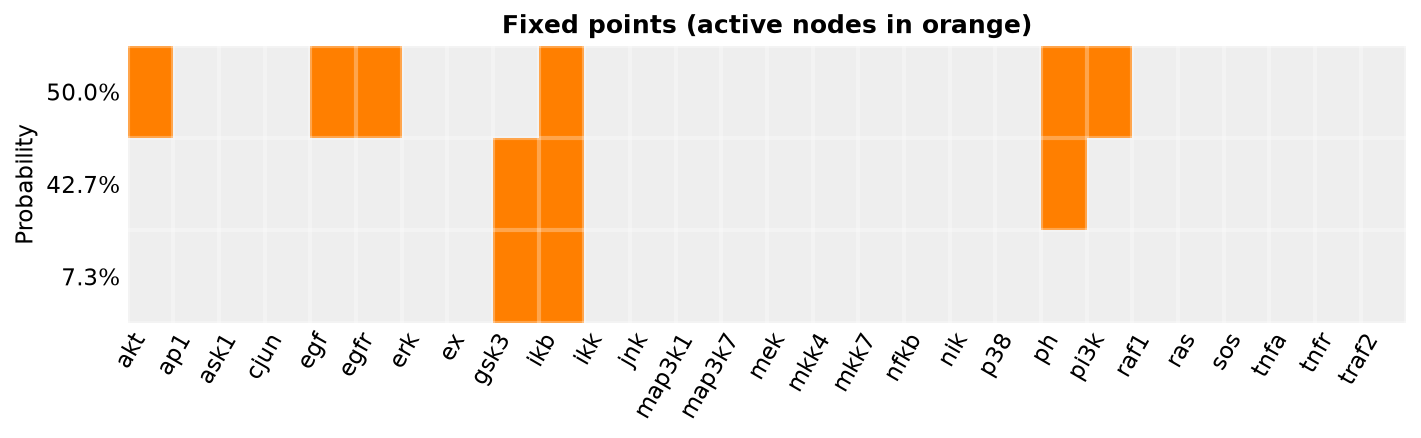 Fixed points (active nodes in orange)
Probability
50.0%
42.7%
7.3%
akt
ap1
ask1
cjun
egf
egfr
erk
ex
gsk3
ikb
ikk
jnk
map3k1
map3k7
mek
mkk4
mkk7
nfkb
nik
p38
ph
pi3k
raf1
ras
sos
tnfa
tnfr
traf2